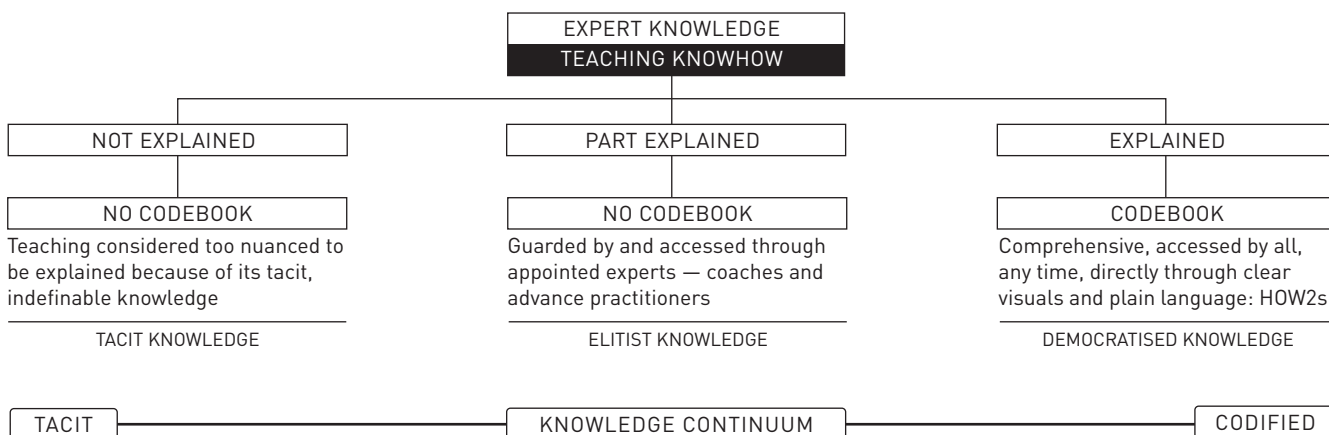 EXPERT KNOWLEDGE
TEACHING KNOWHOW
NOT EXPLAINED
PART EXPLAINED
EXPLAINED
NO CODEBOOK
Teaching considered too nuanced to
be explained because of its tacit,
indefinable knowledge
TACIT KNOWLEDGE
NO CODEBOOK
Guarded by and accessed through
appointed experts — coaches and
advance practitioners
ELITIST KNOWLEDGE
CODEBOOK
Comprehensive, accessed by all,
any time, directly through clear
visuals and plain language: HOW2s
DEMOCRATISED KNOWLEDGE
TACIT
KNOWLEDGE CONTINUUM
CODIFIED